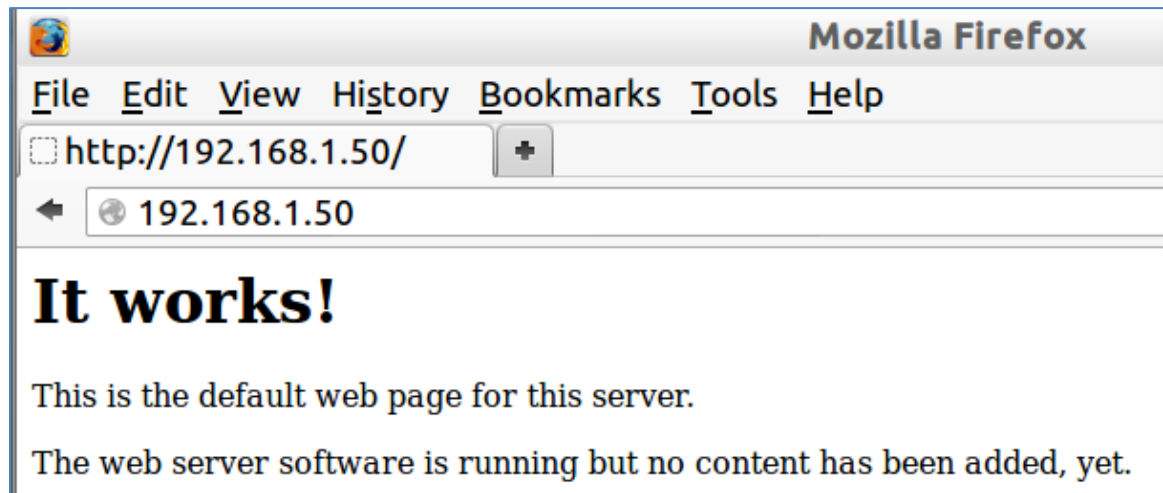 Mozilla Firefox
File Edit View History Bookmarks Tools Help
http://192.168.1.50/
192.168.1.50
It works!
This is the default web page for this server.
The web server software is running but no content has been added, yet.